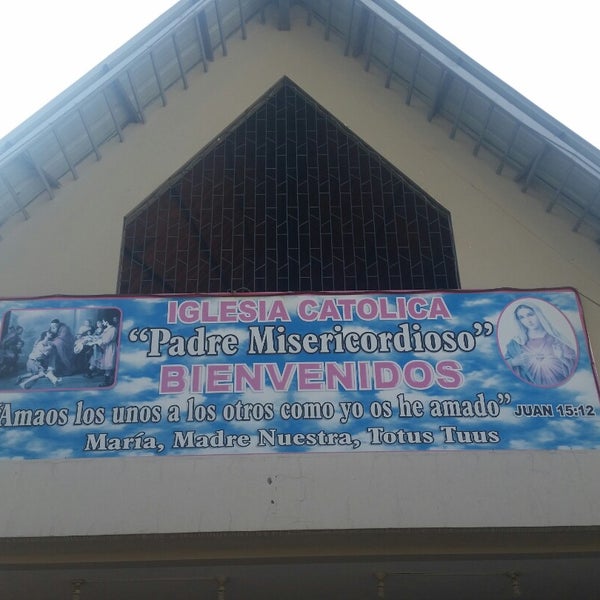 IGLESIA CATOLICA
"Padre Misericordioso"
BIENVENIDOS
"Amaos los unos a los otros como yo os he amado" JUAN 15:12
María, Madre Nuestra, Totus Tuus